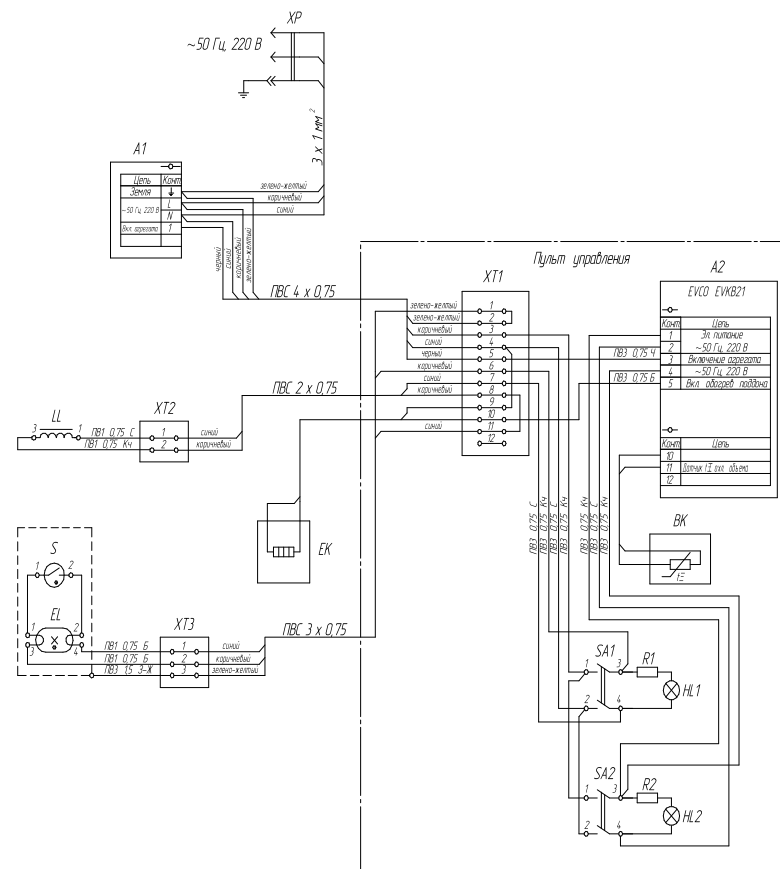 XP
~50 Гц, 220 В
3 x 1 мм²
A1
Цепь Конт
Земля
~50 Гц, 220 В L
N
Вкл. агрегата 1
зелено-желтый
коричневый
синий
черный
синий
коричневый
зелено-желтый
ПВС 4 x 0,75
Пульт управления
XT1
зелено-желтый 1
зелено-желтый 2
коричневый 3
синий 4
черный 5
коричневый 6
синий 7
коричневый 8
9
10
синий 11
12
A2
EVCO EVKB21
Конт Цепь
1 Эл. питание
2 ~50 Гц, 220 В
3 Включение агрегата
4 ~50 Гц, 220 В
5 Вкл. обогрев поддона
Конт Цепь
10
11 Датчик охл. объема
12
ПВ3 0,75 Ч
ПВ3 0,75 Б
ПВС 2 x 0,75
LL
3 1
ПВ1 0,75 С
ПВ1 0,75 Кч
XT2
1 синий
2 коричневый
EK
ПВ3 0,75 С
ПВ3 0,75 Кч
ПВ3 0,75 С
ПВ3 0,75 Кч
ПВ3 0,75 Кч
ПВ3 0,75 С
ПВ3 0,75 Кч
BK
S
1 2
EL
1 2
3 4
XT3
ПВ1 0,75 Б 1 синий
ПВ1 0,75 Б 2 коричневый
ПВ3 1,5 З-Ж 3 зелено-желтый
ПВС 3 x 0,75
SA1
1 3
2 4
R1
HL1
SA2
1 3
2 4
R2
HL2